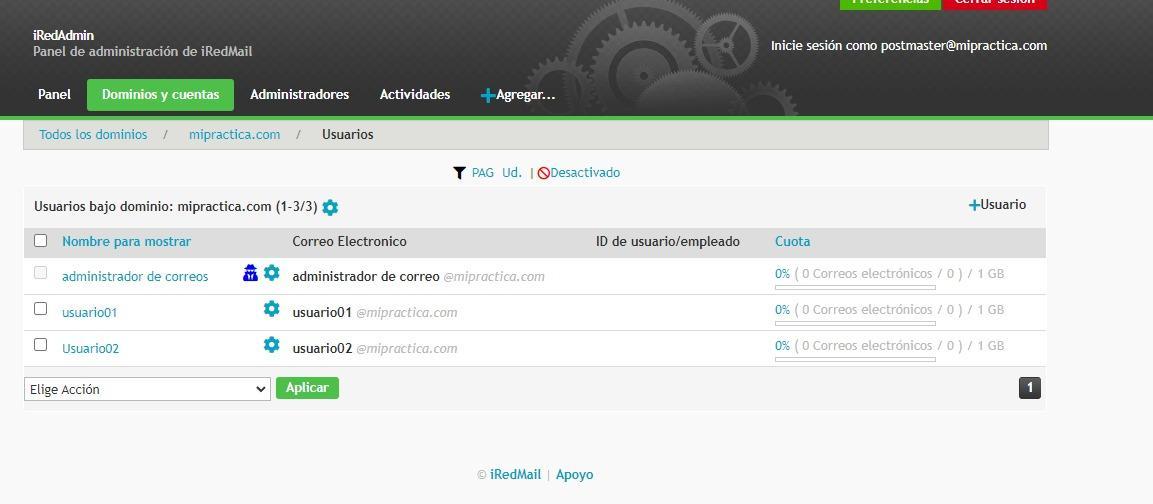 Preferencias Cerrar sesión
iRedAdmin
Panel de administración de iRedMail
Inicie sesión como postmaster@mipractica.com
Panel Dominios y cuentas Administradores Actividades +Agregar...
Todos los dominios / mipractica.com / Usuarios
PAG Ud. | Desactivado
Usuarios bajo dominio: mipractica.com (1-3/3)
+Usuario
Nombre para mostrar Correo Electronico ID de usuario/empleado Cuota
administrador de correos administrador de correo @mipractica.com 0% ( 0 Correos electrónicos / 0 ) / 1 GB
usuario01 usuario01 @mipractica.com 0% ( 0 Correos electrónicos / 0 ) / 1 GB
Usuario02 usuario02 @mipractica.com 0% ( 0 Correos electrónicos / 0 ) / 1 GB
Elige Acción Aplicar 1
© iRedMail | Apoyo